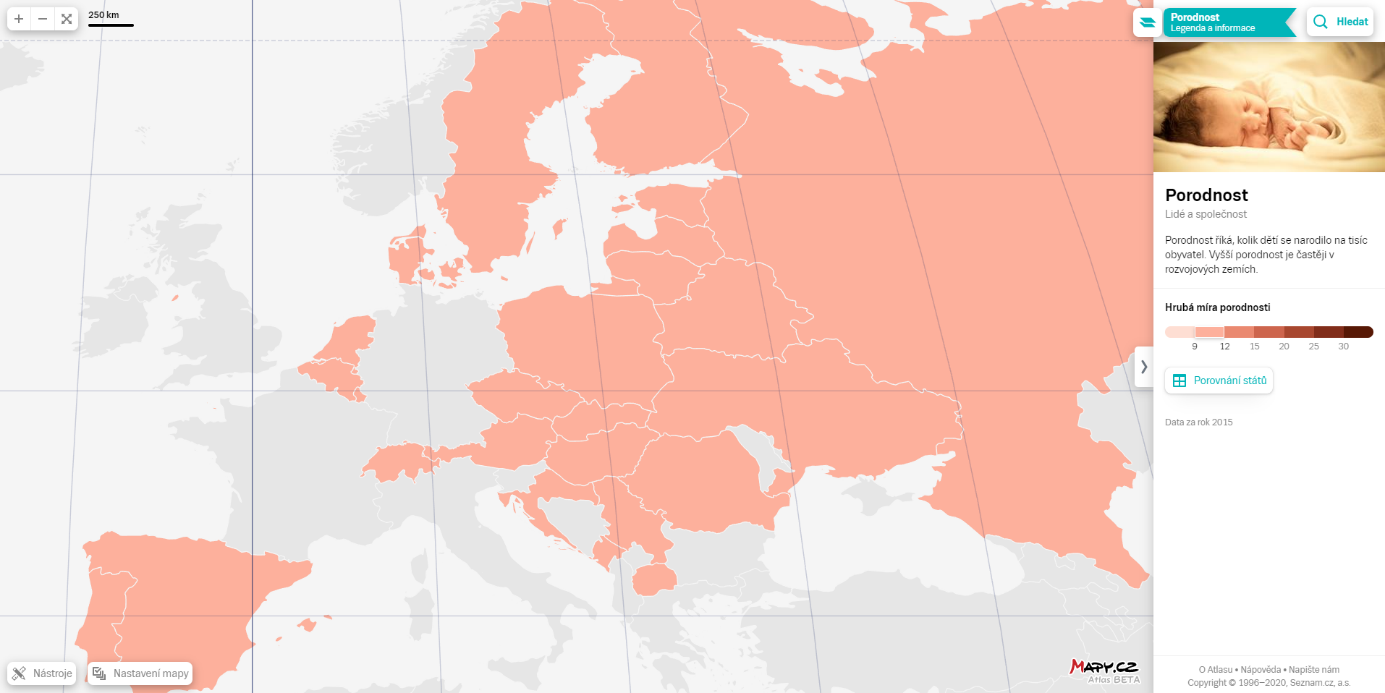 250 km
Porodnost
Legenda a informace
Hledat
Porodnost
Lidé a společnost
Porodnost říká, kolik dětí se narodilo na tisíc
obyvatel. Vyšší porodnost je častěji v
rozvojových zemích.
Hrubá míra porodnosti
9 12 15 20 25 30
Porovnání států
Data za rok 2015
Nástroje
Nastavení mapy
MAPY.CZ
Atlas BETA
O Atlasu • Nápověda • Napište nám
Copyright © 1996–2020, Seznam.cz, a.s.